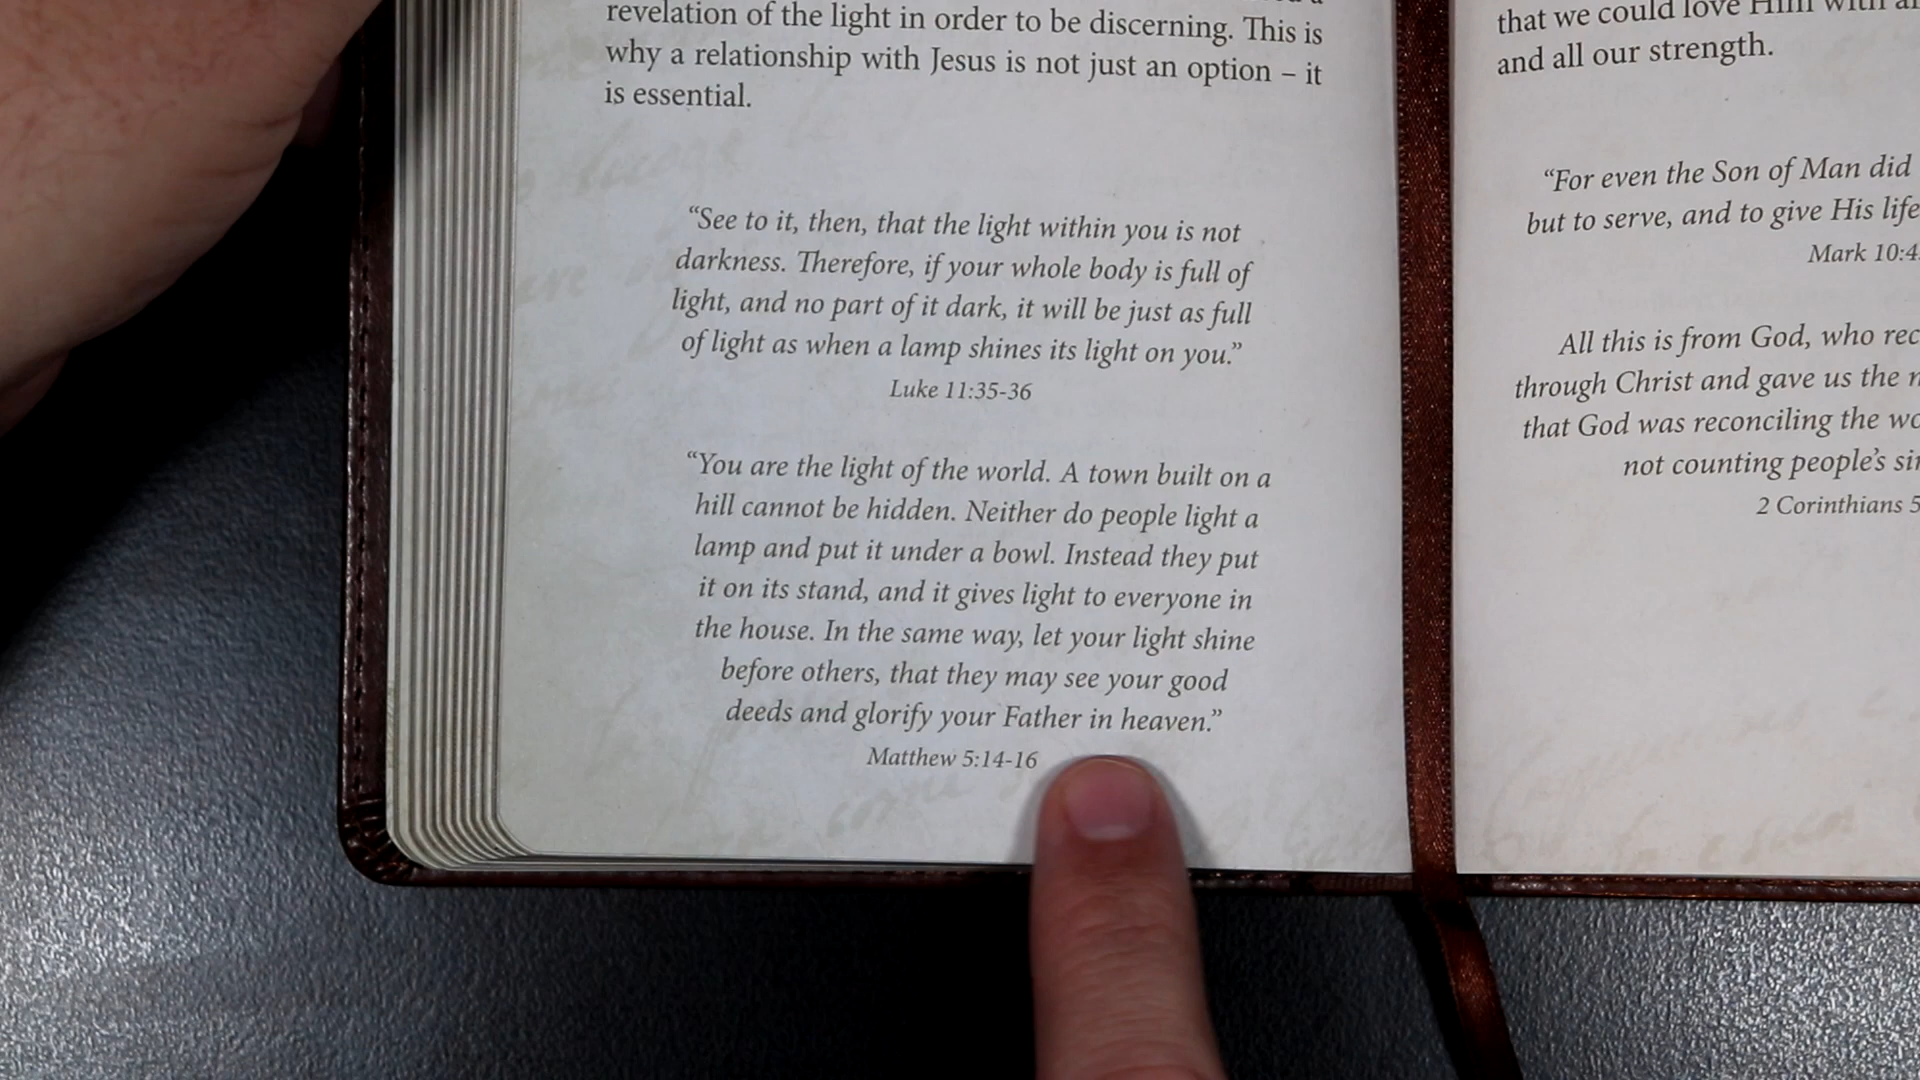 revelation of the light in order to be discerning. This is
why a relationship with Jesus is not just an option – it
is essential.
“See to it, then, that the light within you is not
darkness. Therefore, if your whole body is full of
light, and no part of it dark, it will be just as full
of light as when a lamp shines its light on you.”
Luke 11:35-36
“You are the light of the world. A town built on a
hill cannot be hidden. Neither do people light a
lamp and put it under a bowl. Instead they put
it on its stand, and it gives light to everyone in
the house. In the same way, let your light shine
before others, that they may see your good
deeds and glorify your Father in heaven.”
Matthew 5:14-16
that we could love Him with
and all our strength.
“For even the Son of Man did
but to serve, and to give His life
Mark 10:4
All this is from God, who
through Christ and gave us the
that God was reconciling the
not counting people’s
2 Corinthians 5